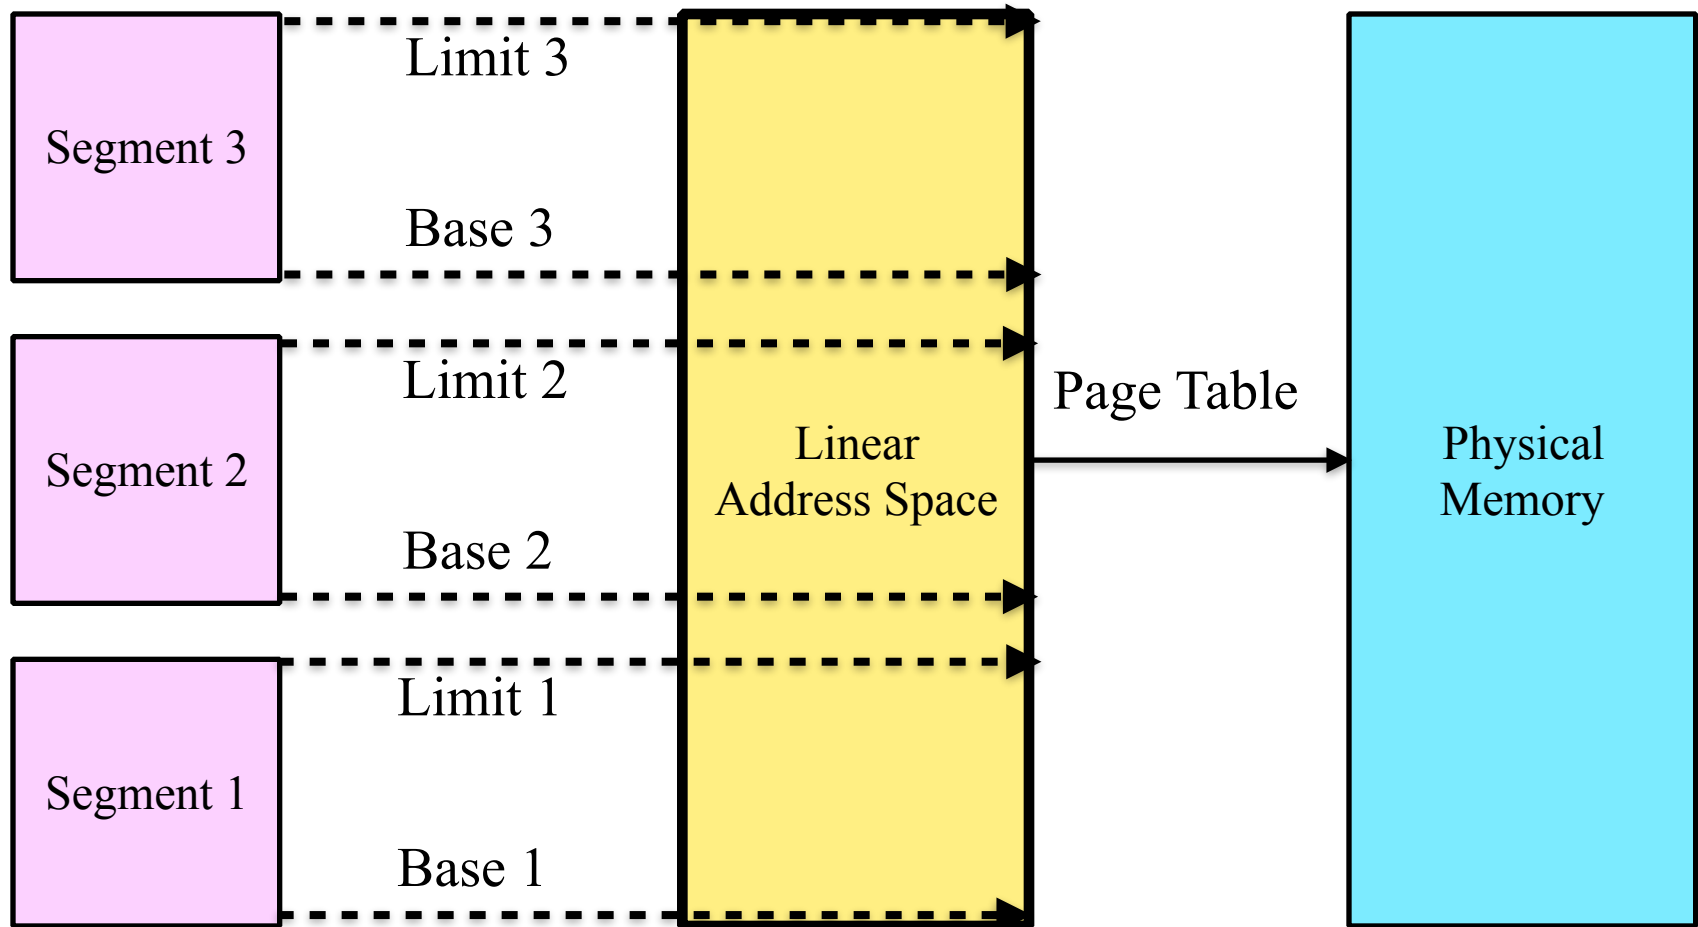 Limit 3
Segment 3
Base 3
Limit 2
Page Table
Segment 2
Linear
Address Space
Physical
Memory
Base 2
Limit 1
Segment 1
Base 1